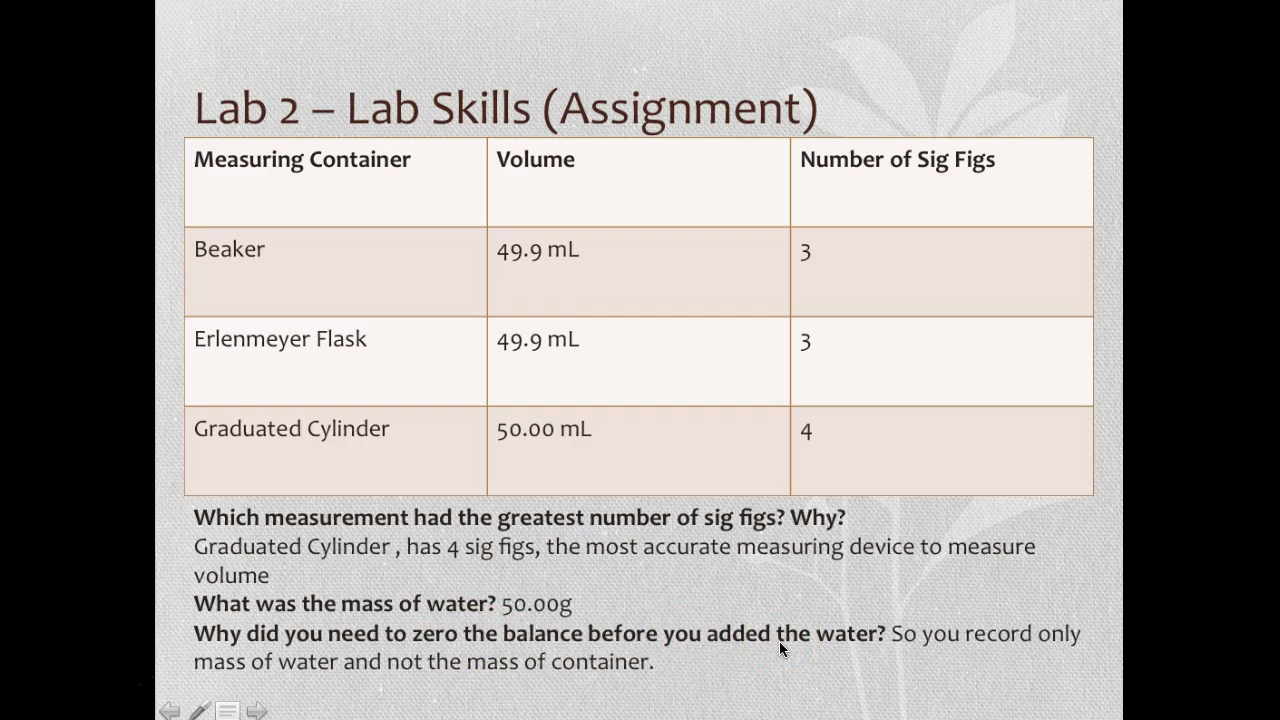 Lab 2 – Lab Skills (Assignment)
Measuring Container Volume Number of Sig Figs
Beaker 49.9 mL 3
Erlenmeyer Flask 49.9 mL 3
Graduated Cylinder 50.00 mL 4
Which measurement had the greatest number of sig figs? Why?
Graduated Cylinder , has 4 sig figs, the most accurate measuring device to measure
volume
What was the mass of water? 50.00g
Why did you need to zero the balance before you added the water? So you record only
mass of water and not the mass of container.